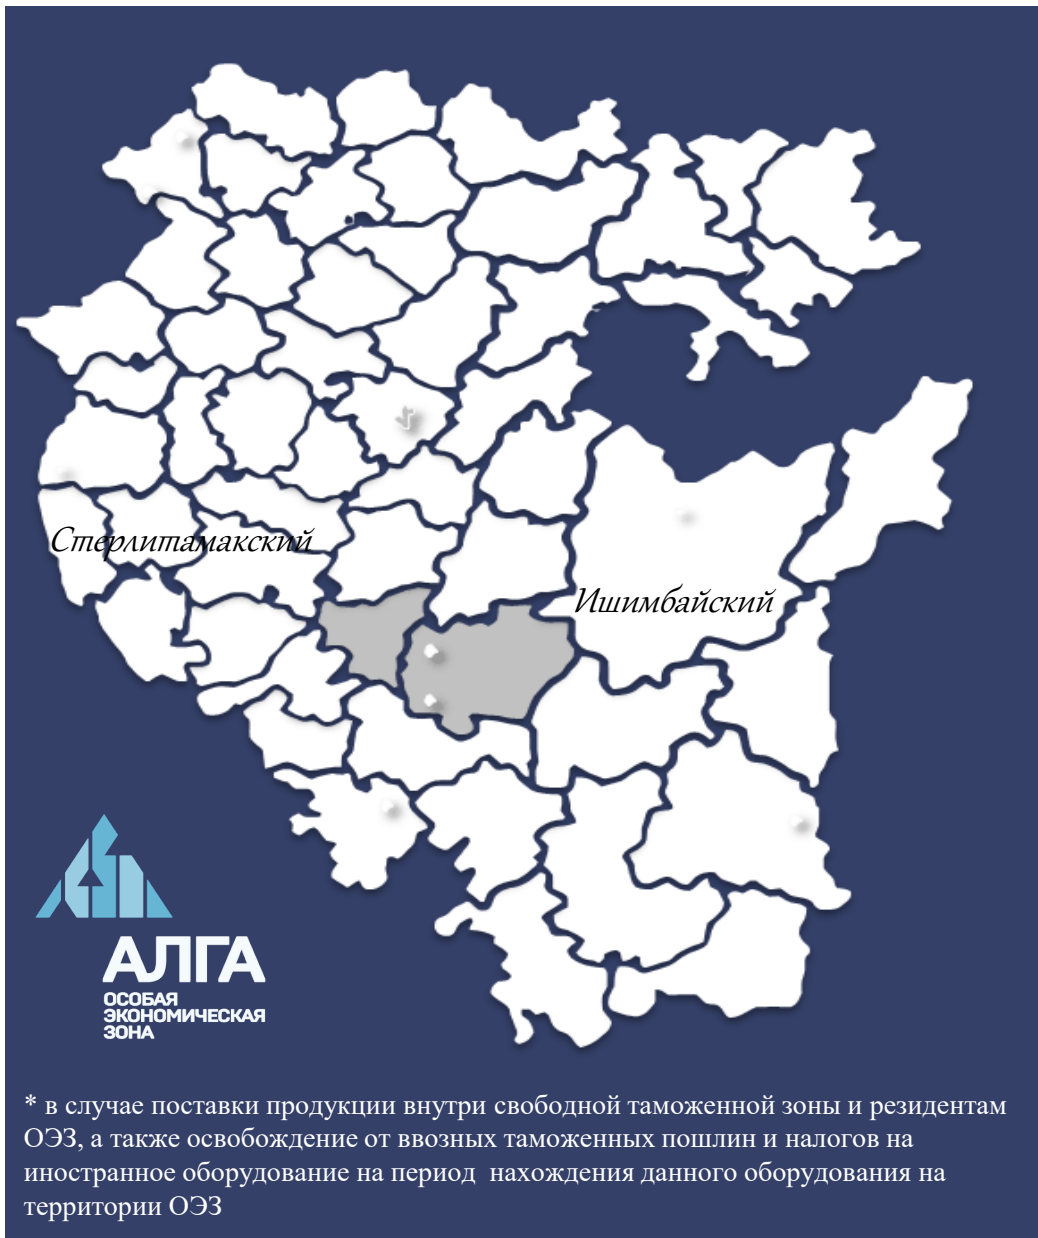 Стерлитамакский
Ишимбайский
АЛГА
ОСОБАЯ
ЭКОНОМИЧЕСКАЯ
ЗОНА
* в случае поставки продукции внутри свободной таможенной зоны и резидентам
ОЭЗ, а также освобождение от ввозных таможенных пошлин и налогов на
иностранное оборудование на период  нахождения данного оборудования на
территории ОЭЗ